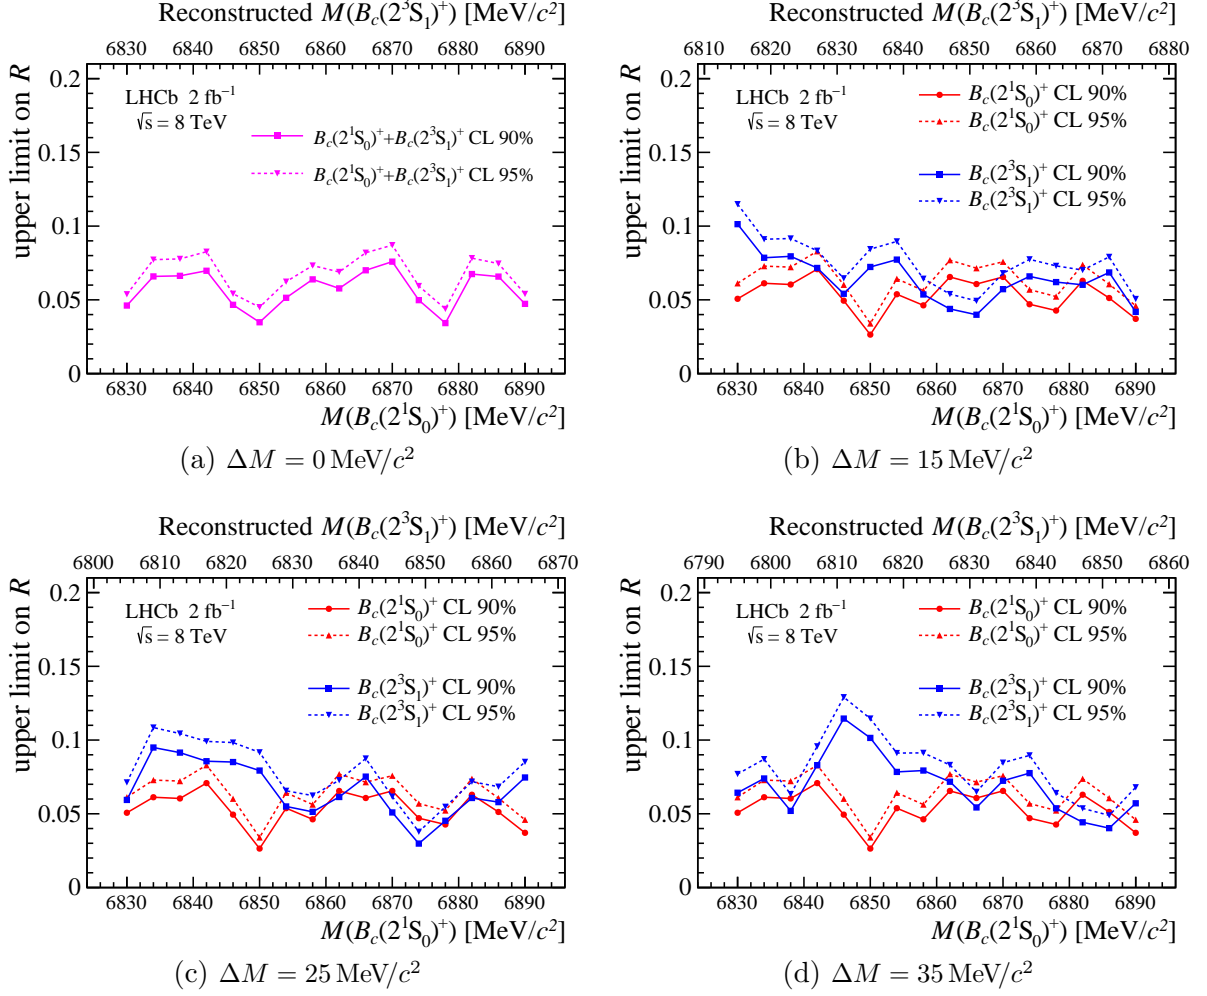 Reconstructed M(B_c(2^3S_1)^+) [MeV/c^2]
6830 6840 6850 6860 6870 6880 6890
upper limit on R
0.2
0.15
0.1
0.05
0
LHCb 2 fb^−1
√s = 8 TeV
B_c(2^1S_0)^++B_c(2^3S_1)^+ CL 90%
B_c(2^1S_0)^++B_c(2^3S_1)^+ CL 95%
6830 6840 6850 6860 6870 6880 6890
M(B_c(2^1S_0)^+) [MeV/c^2]
(a) ΔM = 0 MeV/c^2
Reconstructed M(B_c(2^3S_1)^+) [MeV/c^2]
6810 6820 6830 6840 6850 6860 6870 6880
upper limit on R
0.2
0.15
0.1
0.05
0
LHCb 2 fb^−1
√s = 8 TeV
B_c(2^1S_0)^+ CL 90%
B_c(2^1S_0)^+ CL 95%
B_c(2^3S_1)^+ CL 90%
B_c(2^3S_1)^+ CL 95%
6830 6840 6850 6860 6870 6880 6890
M(B_c(2^1S_0)^+) [MeV/c^2]
(b) ΔM = 15 MeV/c^2
Reconstructed M(B_c(2^3S_1)^+) [MeV/c^2]
6800 6810 6820 6830 6840 6850 6860 6870
upper limit on R
0.2
0.15
0.1
0.05
0
LHCb 2 fb^−1
√s = 8 TeV
B_c(2^1S_0)^+ CL 90%
B_c(2^1S_0)^+ CL 95%
B_c(2^3S_1)^+ CL 90%
B_c(2^3S_1)^+ CL 95%
6830 6840 6850 6860 6870 6880 6890
M(B_c(2^1S_0)^+) [MeV/c^2]
(c) ΔM = 25 MeV/c^2
Reconstructed M(B_c(2^3S_1)^+) [MeV/c^2]
6790 6800 6810 6820 6830 6840 6850 6860
upper limit on R
0.2
0.15
0.1
0.05
0
LHCb 2 fb^−1
√s = 8 TeV
B_c(2^1S_0)^+ CL 90%
B_c(2^1S_0)^+ CL 95%
B_c(2^3S_1)^+ CL 90%
B_c(2^3S_1)^+ CL 95%
6830 6840 6850 6860 6870 6880 6890
M(B_c(2^1S_0)^+) [MeV/c^2]
(d) ΔM = 35 MeV/c^2